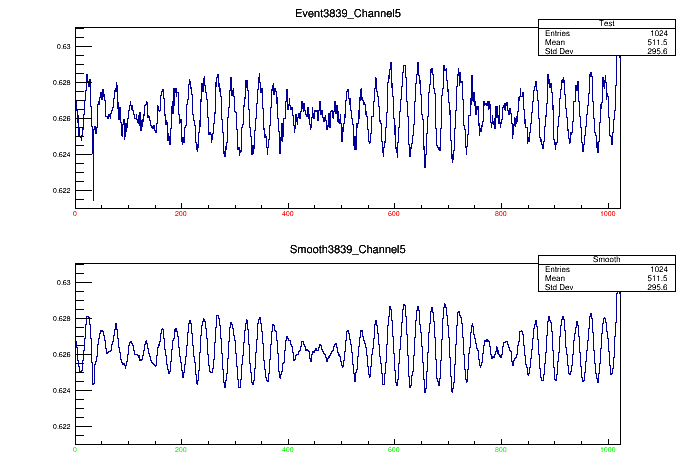 Event3839_Channel5
Test
Entries 1024
Mean 511.5
Std Dev 295.6
0.63
0.628
0.626
0.624
0.622
0 200 400 600 800 1000
Smooth3839_Channel5
Smooth
Entries 1024
Mean 511.5
Std Dev 295.6
0.63
0.628
0.626
0.624
0.622
0 200 400 600 800 1000